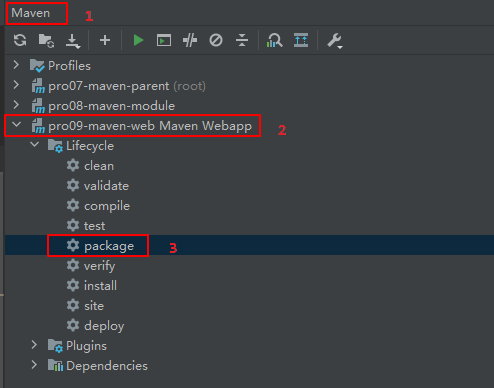 Maven 1
Profiles
pro07-maven-parent (root)
pro08-maven-module
pro09-maven-web Maven Webapp 2
Lifecycle
clean
validate
compile
test
package 3
verify
install
site
deploy
Plugins
Dependencies